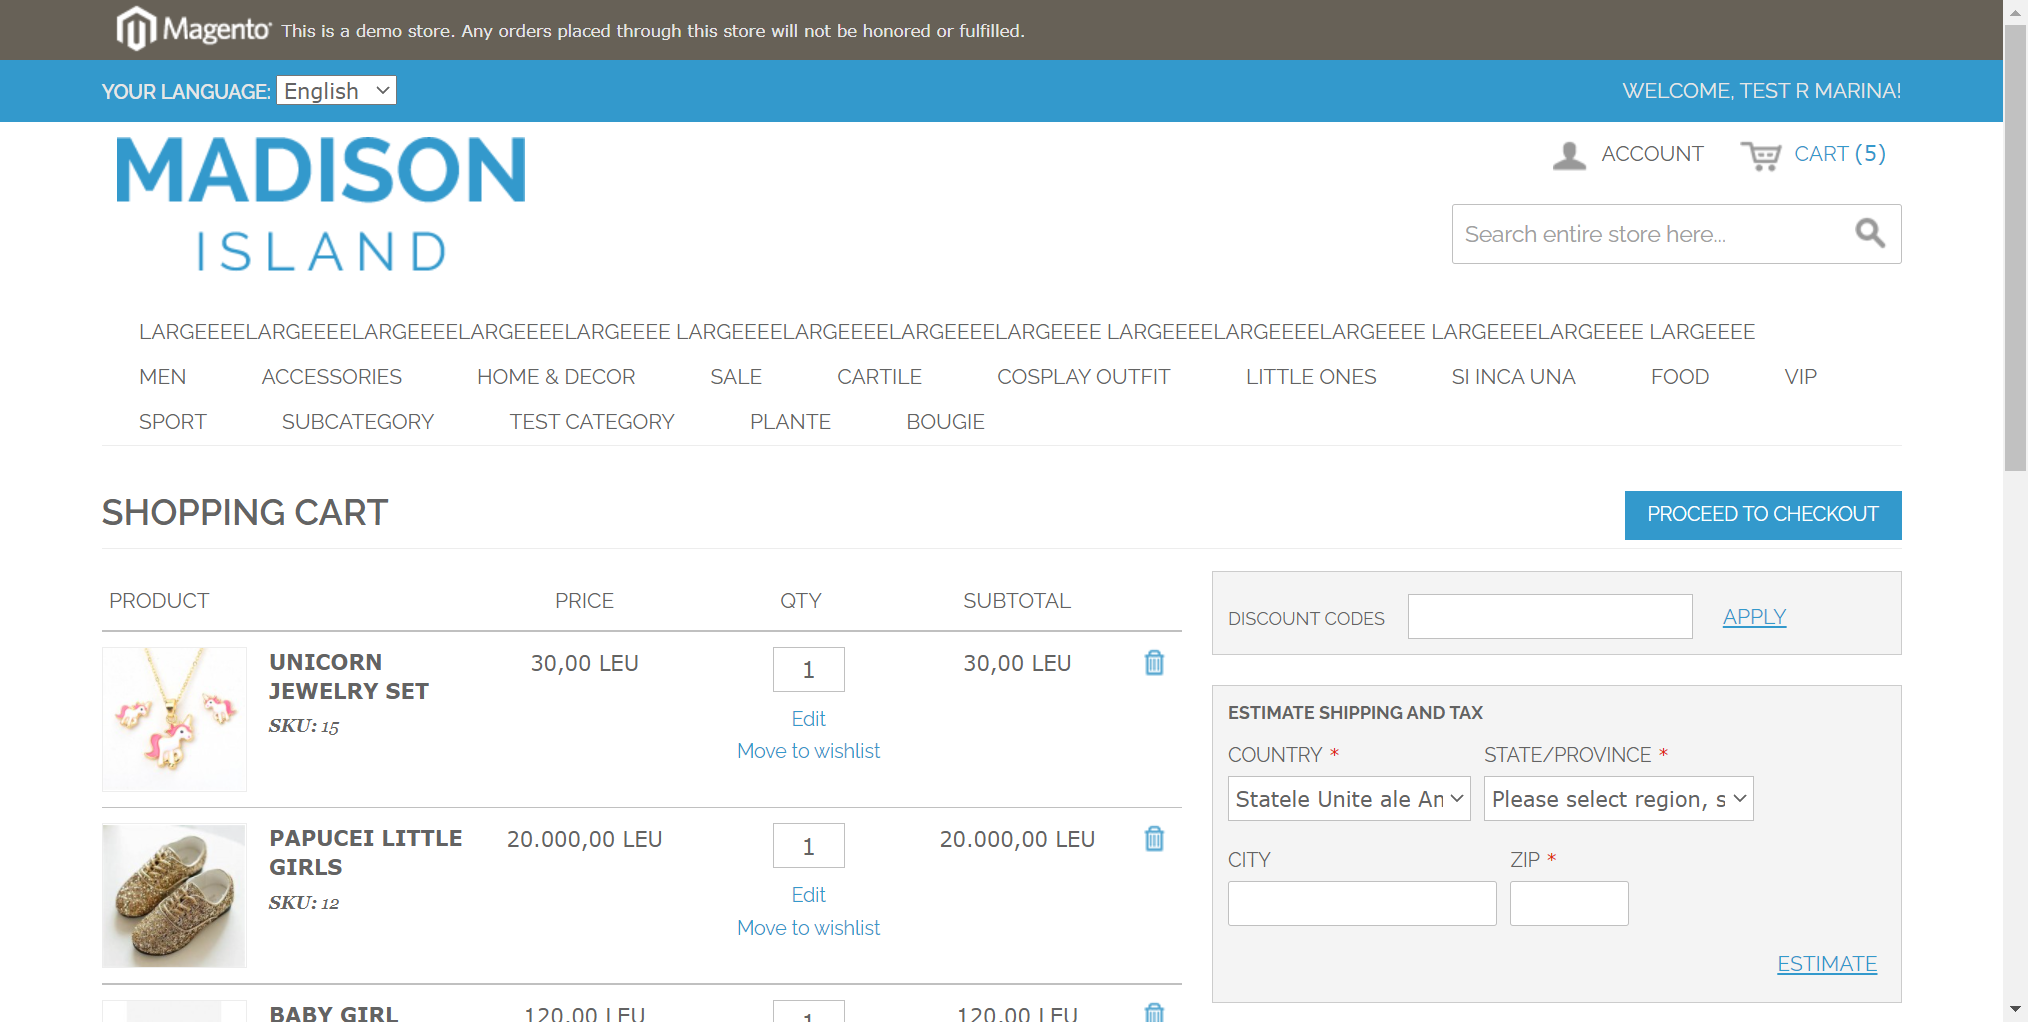 Magento® This is a demo store. Any orders placed through this store will not be honored or fulfilled.
YOUR LANGUAGE: English WELCOME, TEST R MARINA!
MADISON
ISLAND
ACCOUNT CART (5)
Search entire store here...
LARGEEEELARGEEEELARGEEEELARGEEEELARGEEEE LARGEEEELARGEEEELARGEEEELARGEEEE LARGEEEELARGEEEELARGEEEE LARGEEEELARGEEEE LARGEEEE
MEN ACCESSORIES HOME & DECOR SALE CARTILE COSPLAY OUTFIT LITTLE ONES SI INCA UNA FOOD VIP
SPORT SUBCATEGORY TEST CATEGORY PLANTE BOUGIE
SHOPPING CART
PROCEED TO CHECKOUT
PRODUCT PRICE QTY SUBTOTAL
UNICORN JEWELRY SET
SKU: 15
30,00 LEU 1 30,00 LEU
Edit
Move to wishlist
PAPUCEI LITTLE GIRLS
SKU: 12
20.000,00 LEU 1 20.000,00 LEU
Edit
Move to wishlist
BABY GIRL 120,00 LEU 1 120,00 LEU
DISCOUNT CODES APPLY
ESTIMATE SHIPPING AND TAX
COUNTRY * STATE/PROVINCE *
Statele Unite ale Am Please select region, s
CITY ZIP *
ESTIMATE